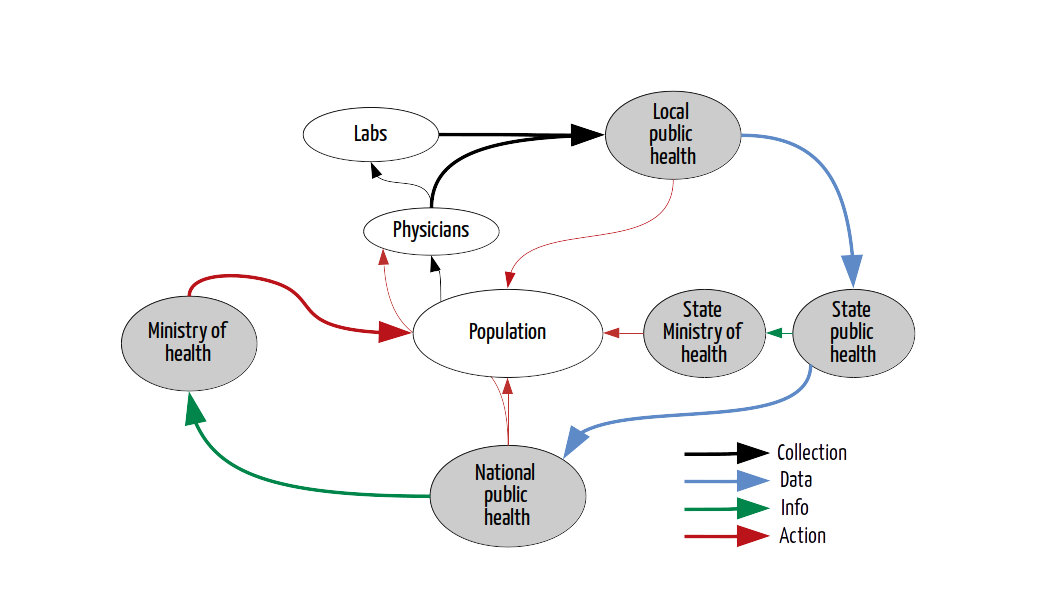 Labs
Local
public
health
Physicians
Ministry of
health
Population
State
Ministry of
health
State
public
health
National
public
health
Collection
Data
Info
Action